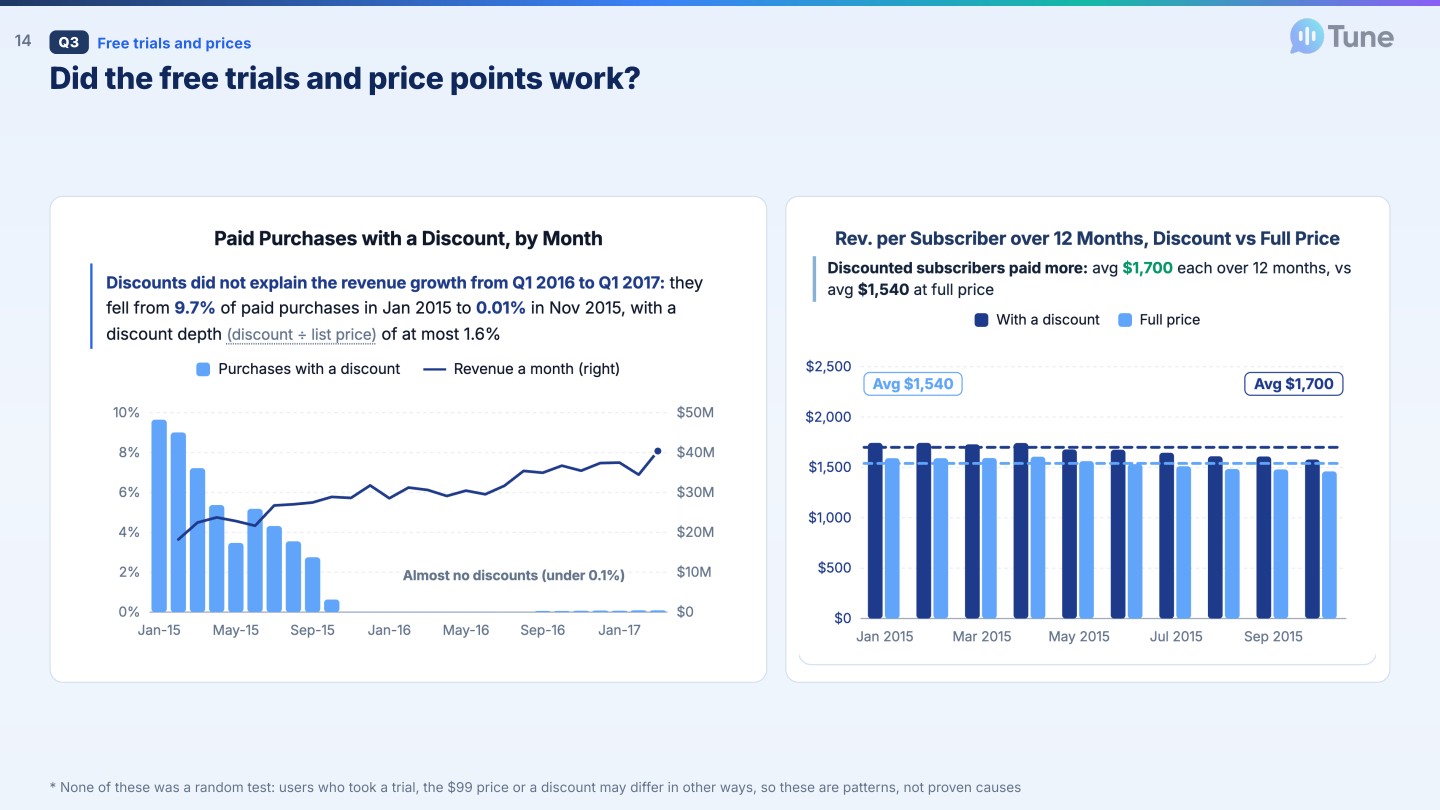 14
Q3
Free trials and prices
Tune
Did the free trials and price points work?
Paid Purchases with a Discount, by Month
Discounts did not explain the revenue growth from Q1 2016 to Q1 2017: they
fell from 9.7% of paid purchases in Jan 2015 to 0.01% in Nov 2015, with a
discount depth (discount ÷ list price) of at most 1.6%
Purchases with a discount
Revenue a month (right)
10%
8%
6%
4%
2%
0%
$50M
$40M
$30M
$20M
$10M
$0
Almost no discounts (under 0.1%)
Jan-15
May-15
Sep-15
Jan-16
May-16
Sep-16
Jan-17
Rev. per Subscriber over 12 Months, Discount vs Full Price
Discounted subscribers paid more: avg $1,700 each over 12 months, vs
avg $1,540 at full price
With a discount
Full price
$2,500
$2,000
$1,500
$1,000
$500
$0
Avg $1,540
Avg $1,700
Jan 2015
Mar 2015
May 2015
Jul 2015
Sep 2015
* None of these was a random test: users who took a trial, the $99 price or a discount may differ in other ways, so these are patterns, not proven causes